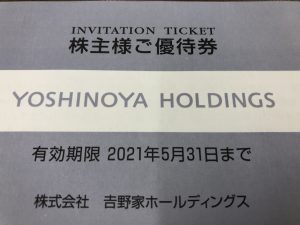 INVITATION TICKET
株主様ご優待券
YOSHINOYA HOLDINGS
有効期限 2021年5月31日まで
株式会社 吉野家ホールディングス